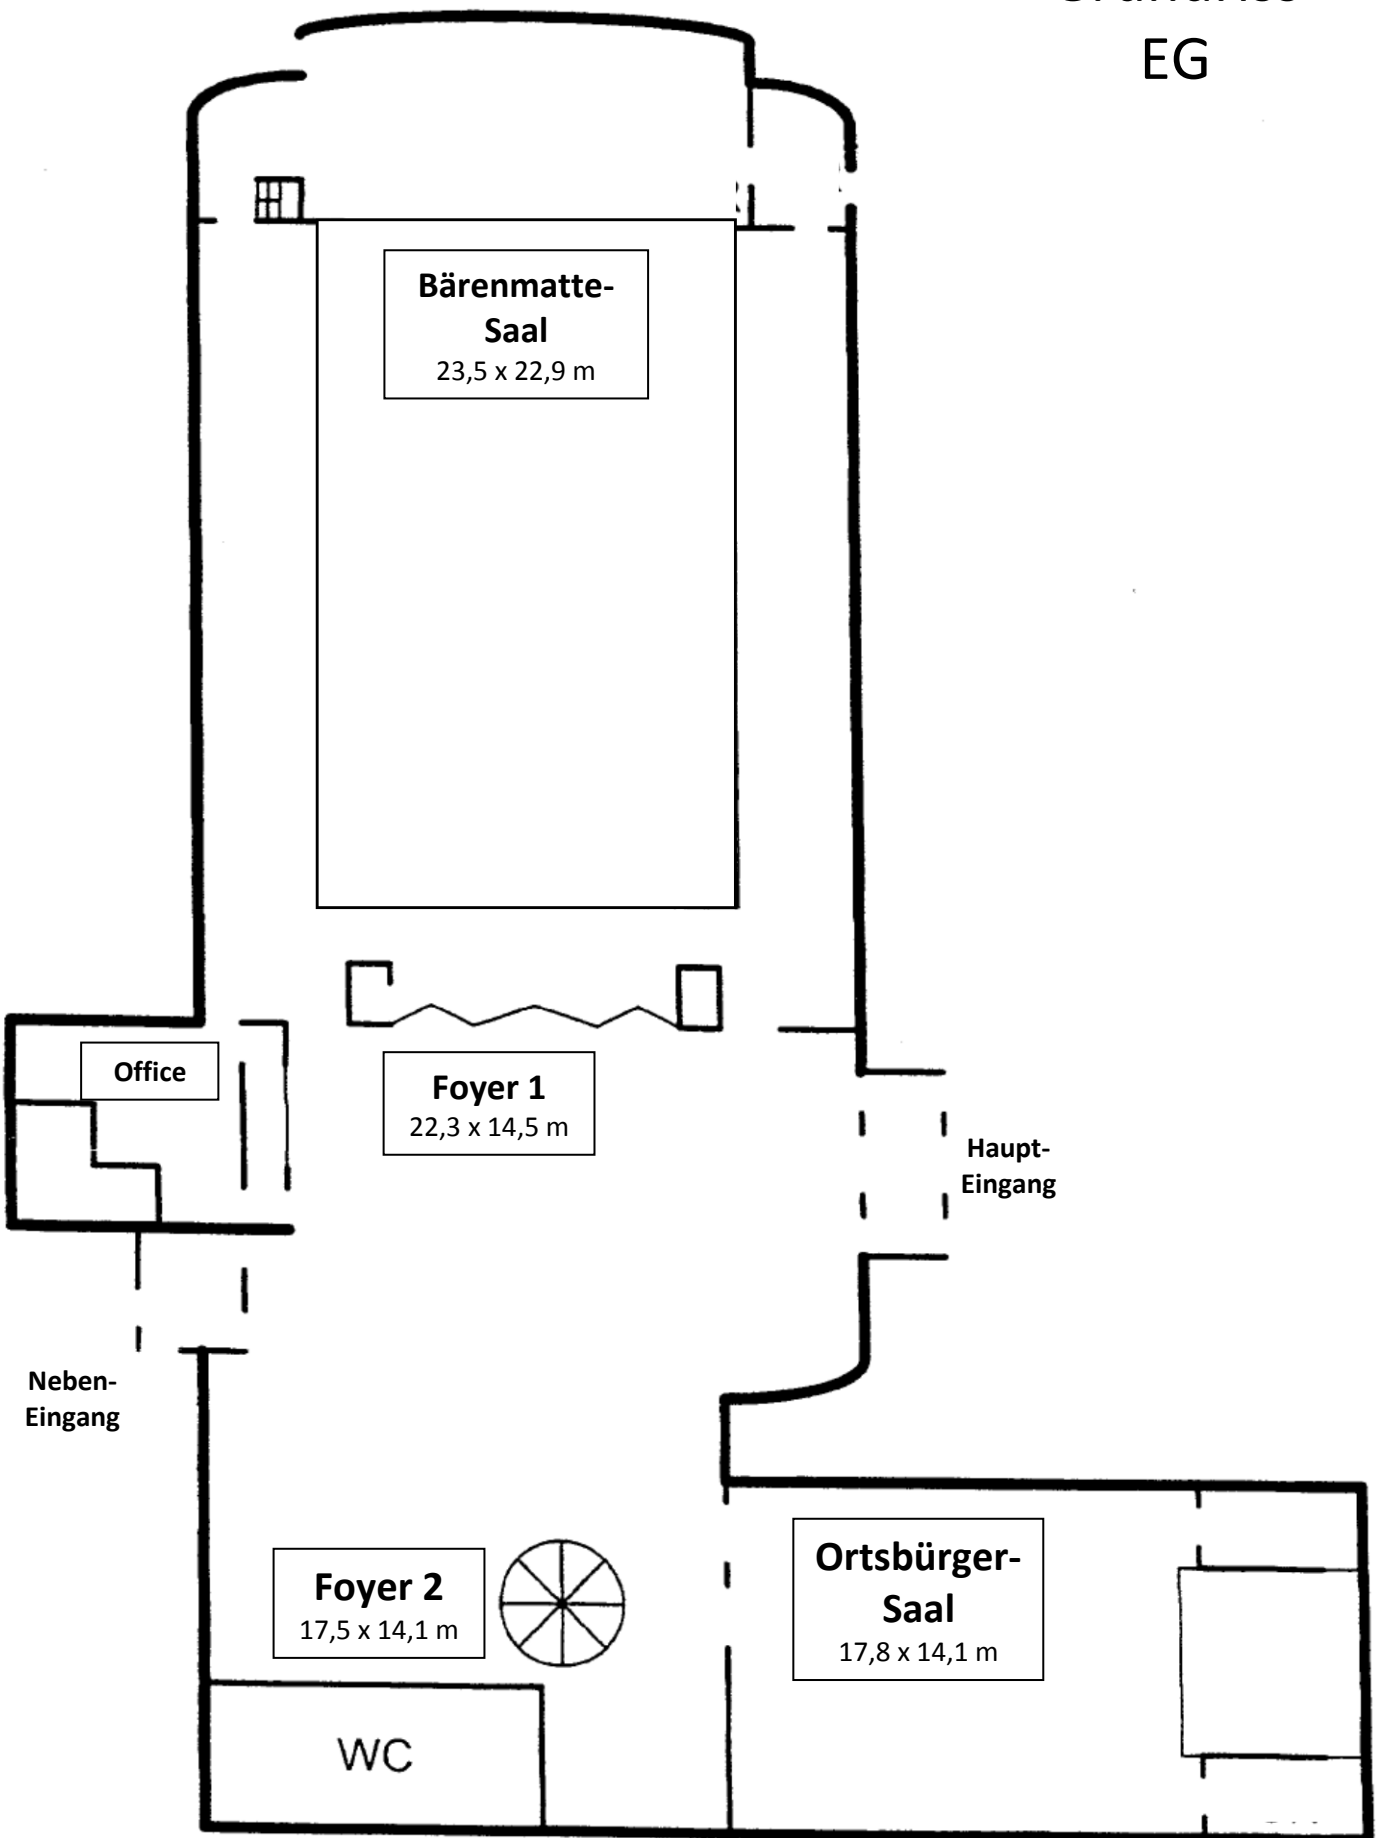 EG
Bärenmatte-
Saal
23,5 x 22,9 m
Office
Foyer 1
22,3 x 14,5 m
Haupt-
Eingang
Neben-
Eingang
Foyer 2
17,5 x 14,1 m
Ortsbürger-
Saal
17,8 x 14,1 m
WC